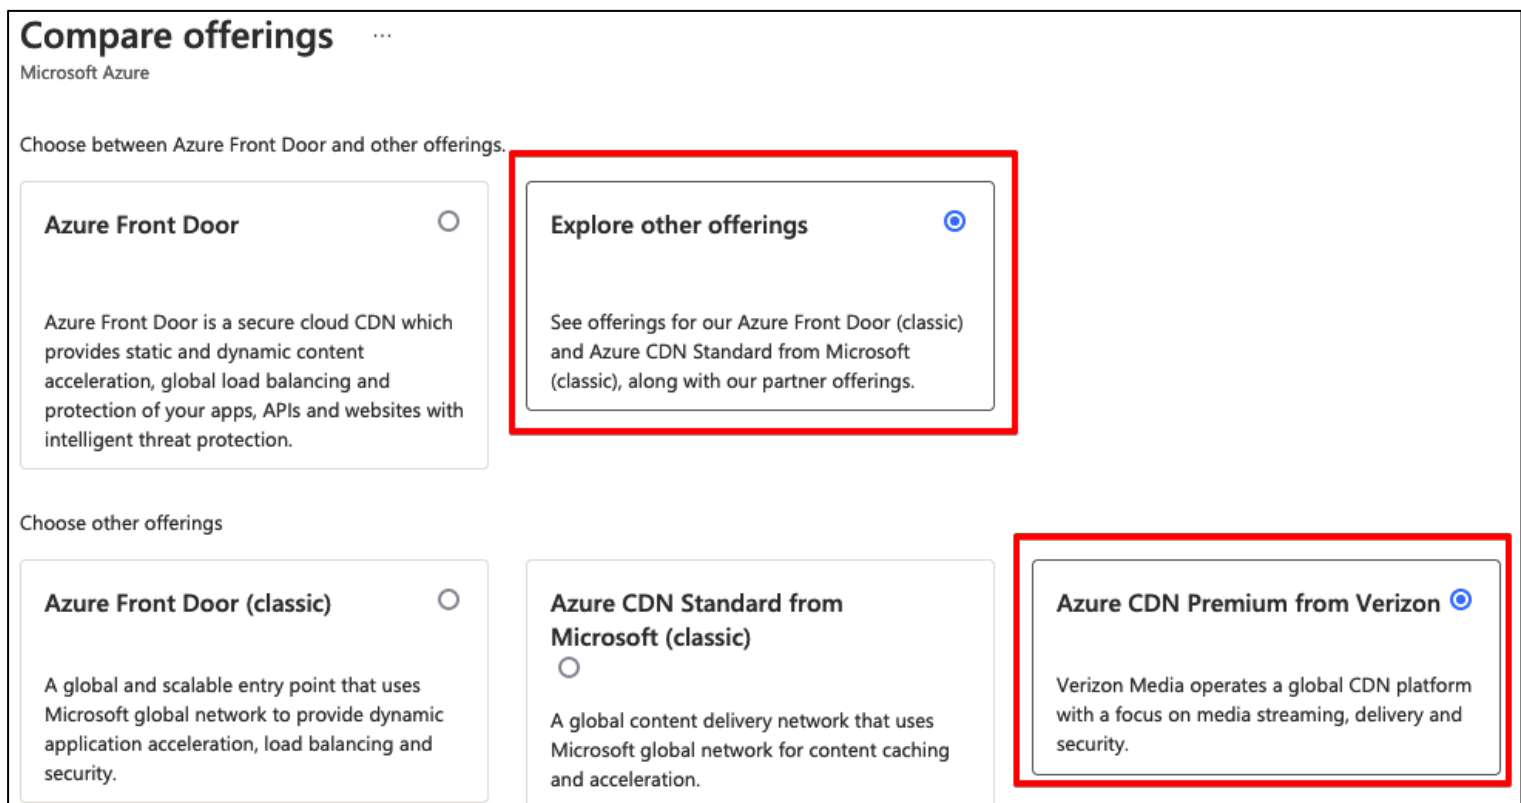 Compare offerings ...
Microsoft Azure
Choose between Azure Front Door and other offerings.
Azure Front Door
Azure Front Door is a secure cloud CDN which
provides static and dynamic content
acceleration, global load balancing and
protection of your apps, APIs and websites with
intelligent threat protection.
Explore other offerings
See offerings for our Azure Front Door (classic)
and Azure CDN Standard from Microsoft
(classic), along with our partner offerings.
Choose other offerings
Azure Front Door (classic)
A global and scalable entry point that uses
Microsoft global network to provide dynamic
application acceleration, load balancing and
security.
Azure CDN Standard from
Microsoft (classic)
A global content delivery network that uses
Microsoft global network for content caching
and acceleration.
Azure CDN Premium from Verizon
Verizon Media operates a global CDN platform
with a focus on media streaming, delivery and
security.